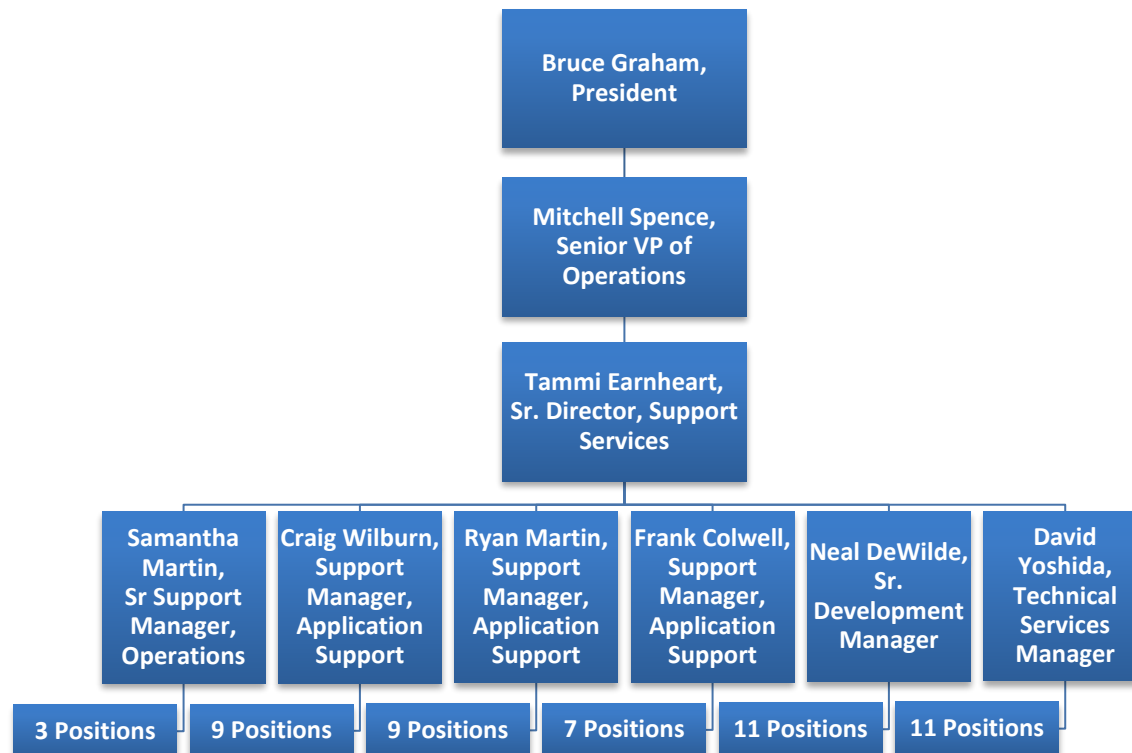 Bruce Graham,
President
Mitchell Spence,
Senior VP of
Operations
Tammi Earnheart,
Sr. Director, Support
Services
Samantha
Martin,
Sr Support
Manager,
Operations
Craig Wilburn,
Support
Manager,
Application
Support
Ryan Martin,
Support
Manager,
Application
Support
Frank Colwell,
Support
Manager,
Application
Support
Neal DeWilde,
Sr.
Development
Manager
David
Yoshida,
Technical
Services
Manager
3 Positions
9 Positions
9 Positions
7 Positions
11 Positions
11 Positions